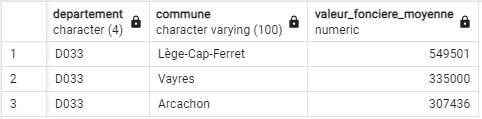 departement commune valeur_fonciere_moyenne
character (4) character varying (100) numeric
1 D033 Lège-Cap-Ferret 549501
2 D033 Vayres 335000
3 D033 Arcachon 307436